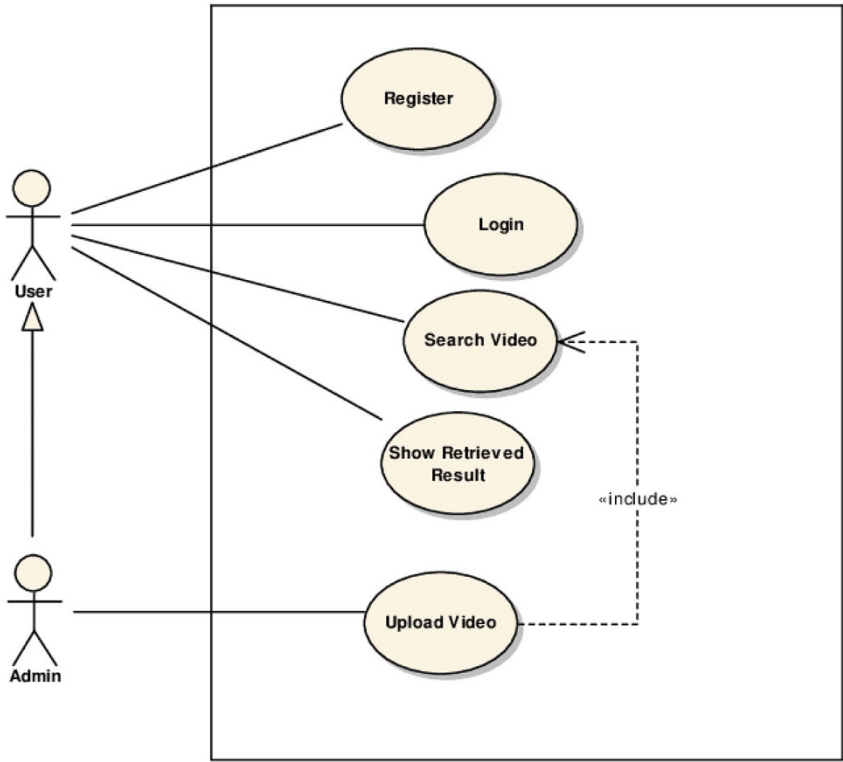 Register
Login
User
Search Video
Show Retrieved
Result
«include»
Upload Video
Admin